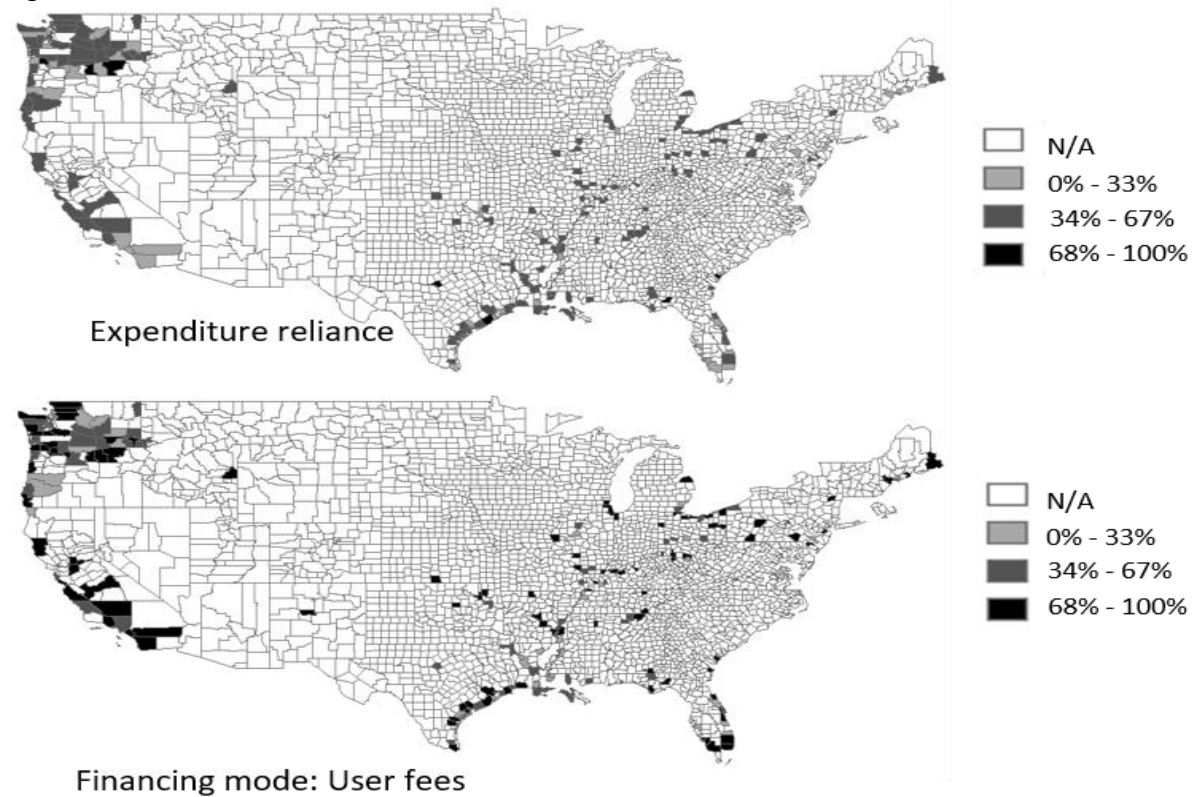 N/A
0% - 33%
34% - 67%
68% - 100%
Expenditure reliance
N/A
0% - 33%
34% - 67%
68% - 100%
Financing mode: User fees